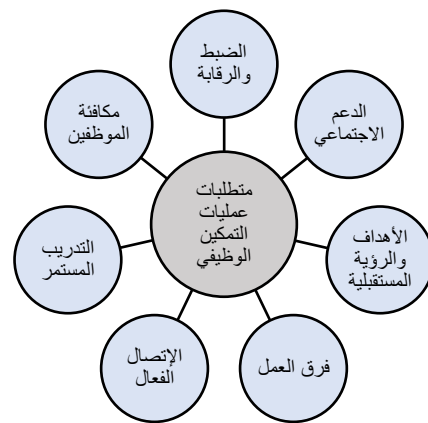 الضبط
والرقابة
الدعم
الاجتماعي
الأهداف
والرؤية
المستقبلية
فرق العمل
الإتصال
الفعال
التدريب
المستمر
مكافئة
الموظفين
متطلبات
عمليات
التمكين
الوظيفي